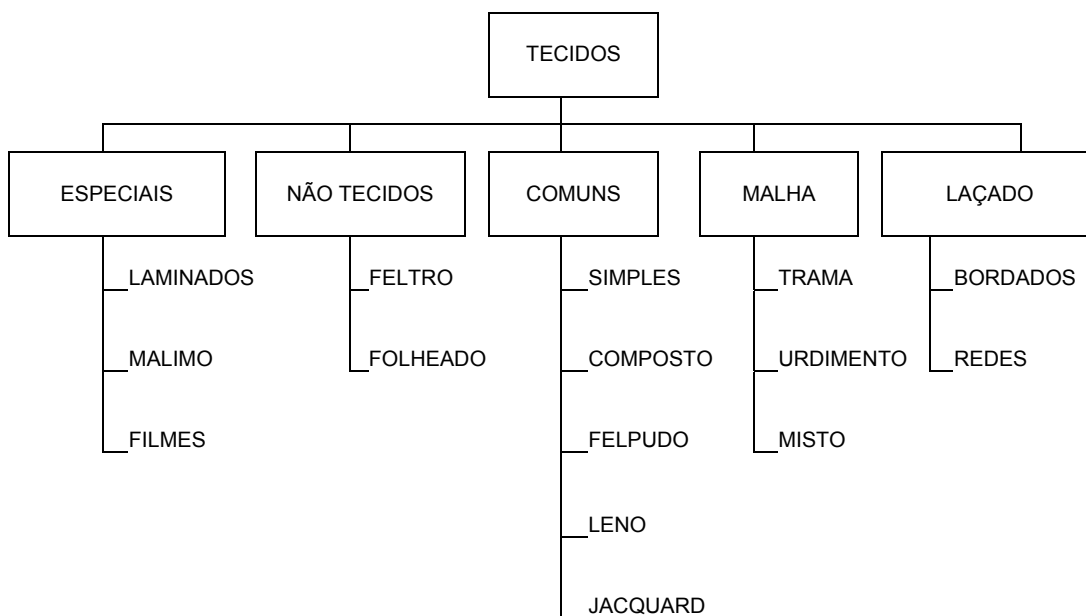 TECIDOS
ESPECIAIS
NÃO TECIDOS
COMUNS
MALHA
LAÇADO
LAMINADOS
FELTRO
SIMPLES
TRAMA
BORDADOS
MALIMO
FOLHEADO
COMPOSTO
URDIMENTO
REDES
FILMES
FELPUDO
MISTO
LENO
JACQUARD